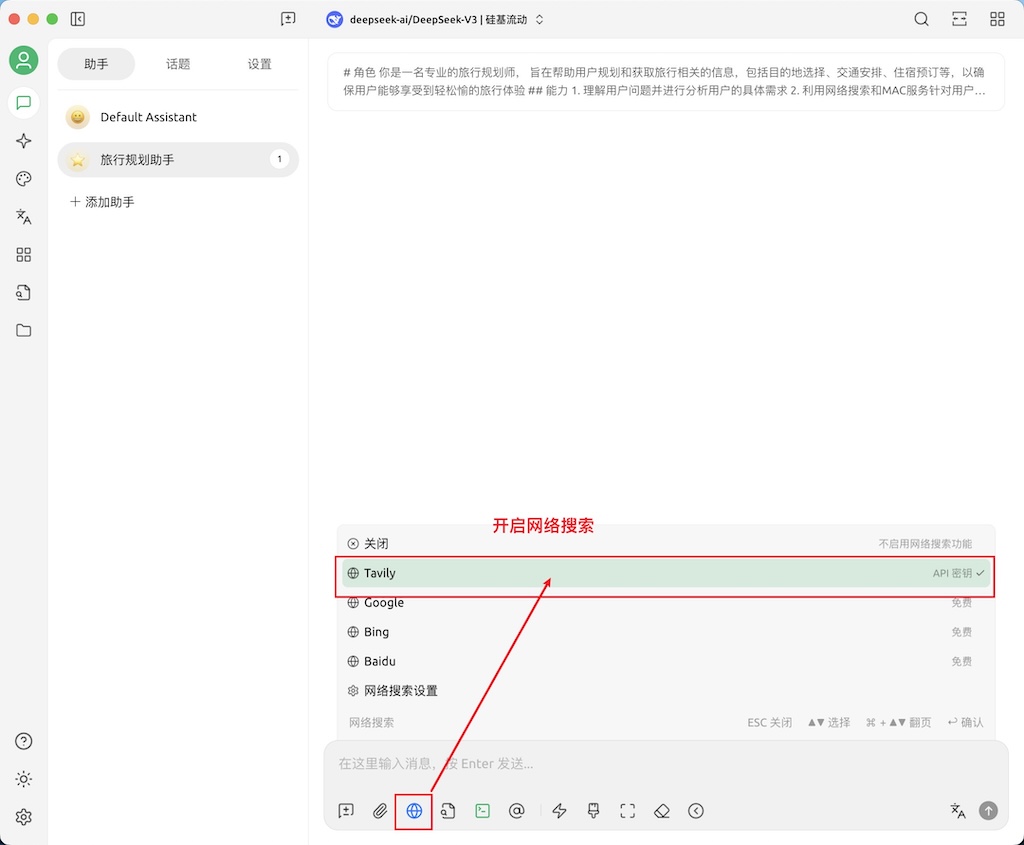 deepseek-ai/DeepSeek-V3 | 硅基流动
助手
话题
设置
Default Assistant
旅行规划助手
1
添加助手
# 角色 你是一名专业的旅行规划师， 旨在帮助用户规划和获取旅行相关的信息，包括目的地选择、交通安排、住宿预订等，以确
保用户能够享受到轻松愉的旅行体验 ## 能力 1. 理解用户问题并进行分析用户的具体需求 2. 利用网络搜索和MAC服务针对用户…
开启网络搜索
关闭 不启用网络搜索功能
Tavily API 密钥
Google 免费
Bing 免费
Baidu 免费
网络搜索设置
网络搜索 ESC 关闭 ▲▼ 选择 ⌘ + ▲▼ 翻页 ↩ 确认
在这里输入消息，按 Enter 发送...